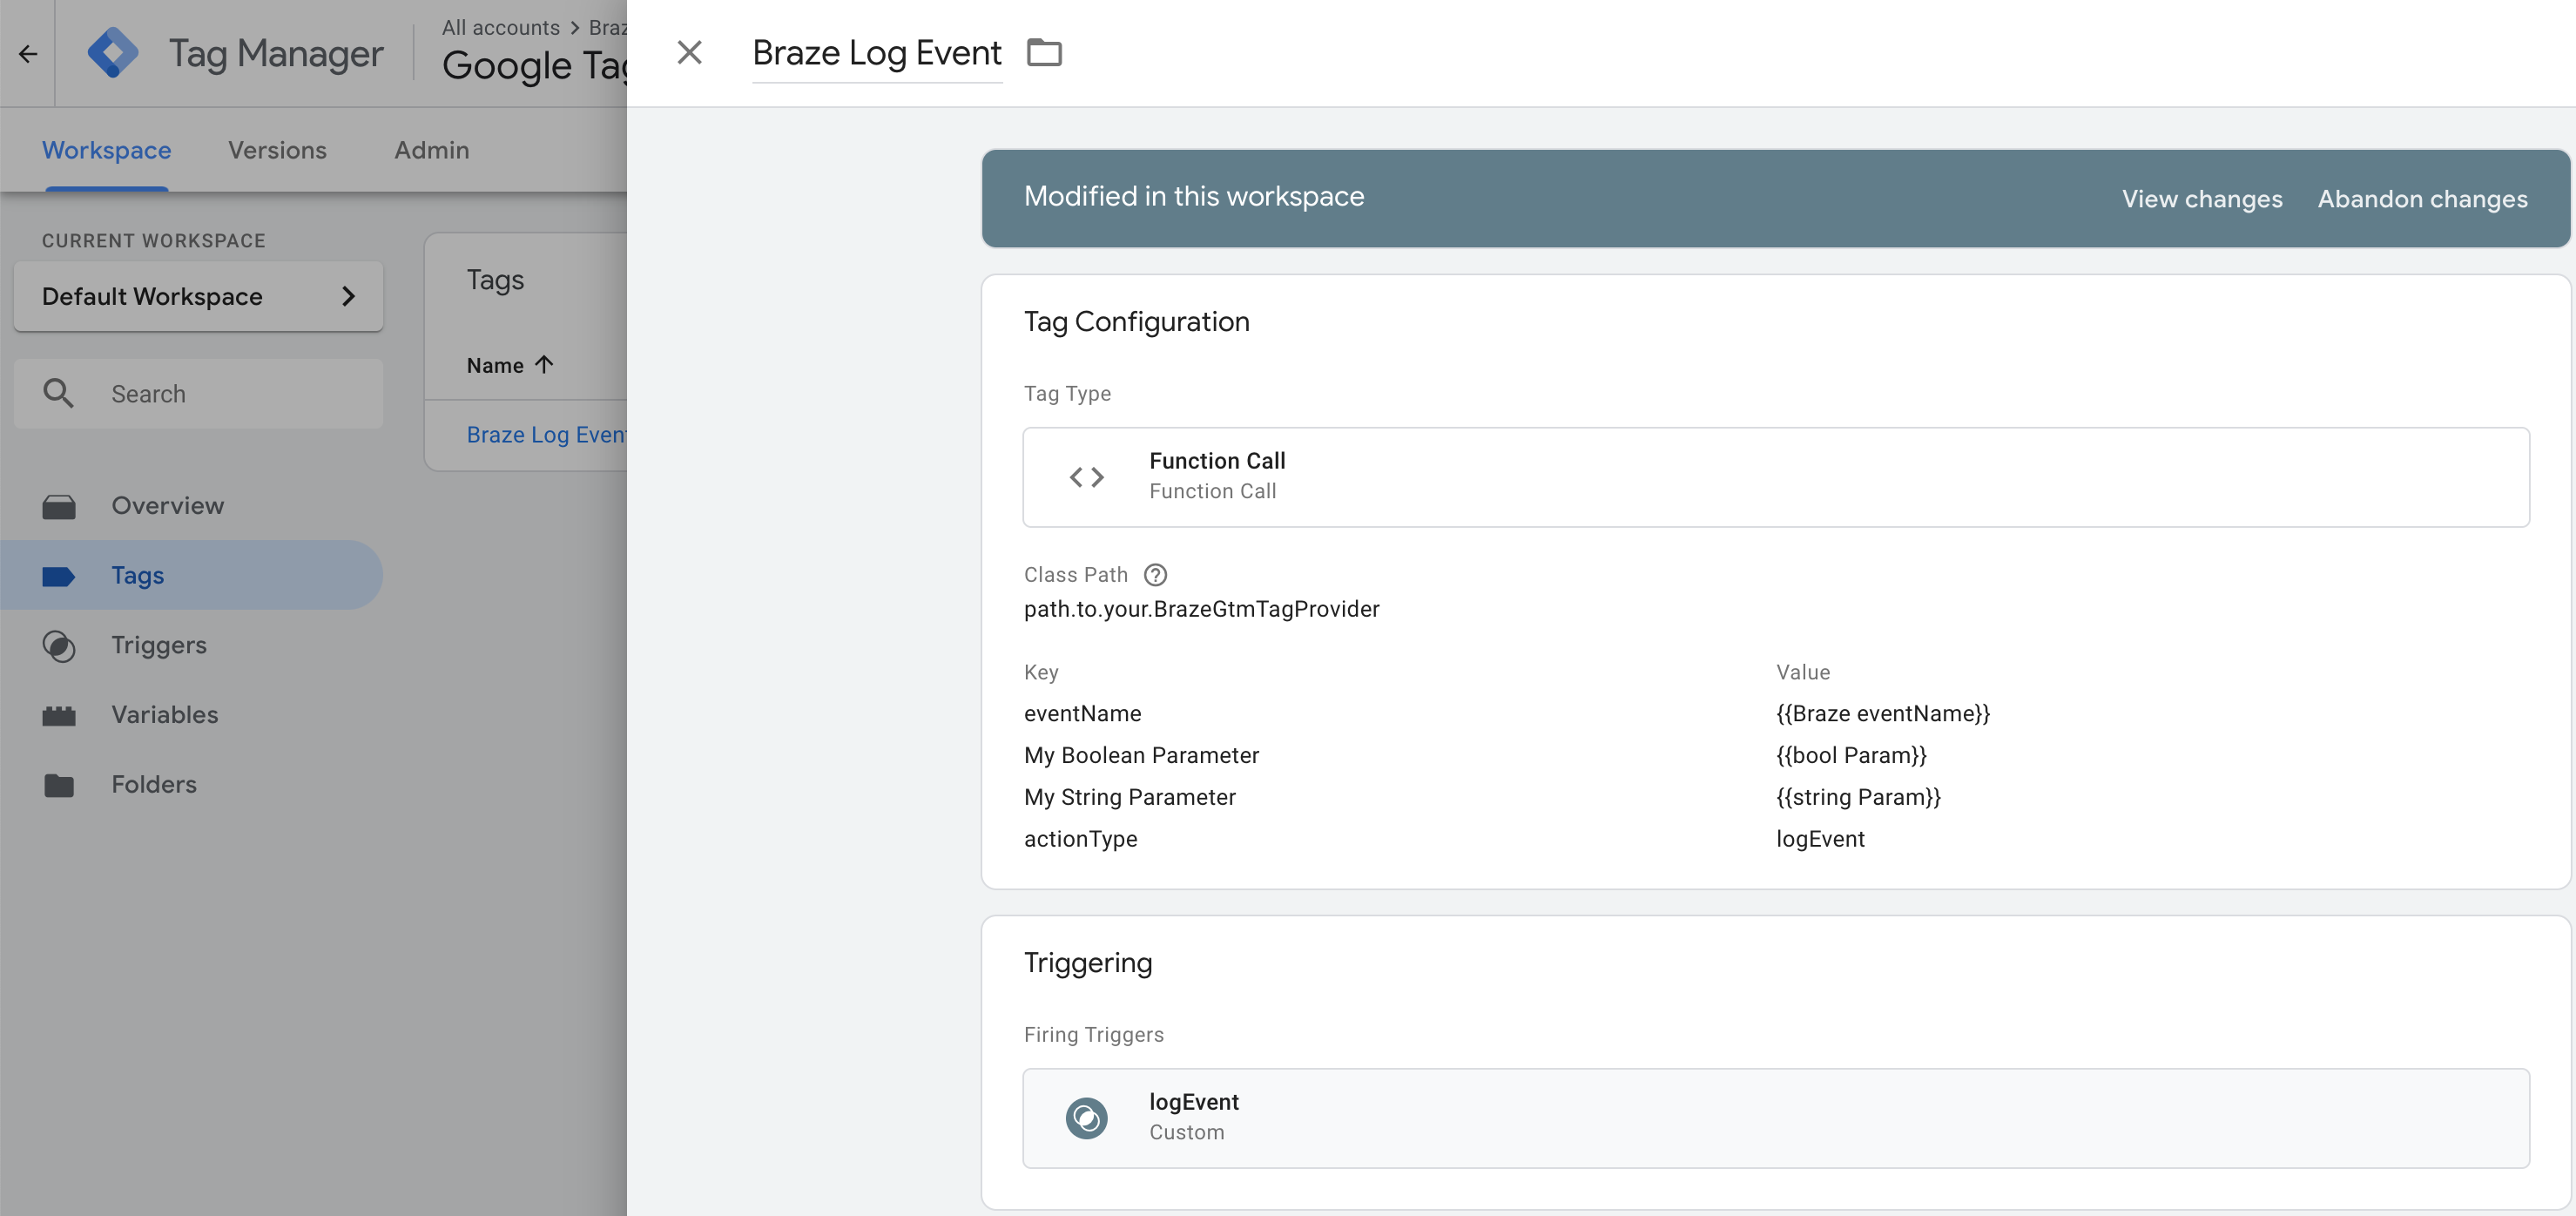 Tag Manager
All accounts > Braz
Google Tag
Workspace
Versions
Admin
CURRENT WORKSPACE
Default Workspace
Search
Overview
Tags
Triggers
Variables
Folders
Tags
Name
Braze Log Event
Braze Log Event
Modified in this workspace
View changes
Abandon changes
Tag Configuration
Tag Type
Function Call
Function Call
Class Path
path.to.your.BrazeGtmTagProvider
Key Value
eventName {{Braze eventName}}
My Boolean Parameter {{bool Param}}
My String Parameter {{string Param}}
actionType logEvent
Triggering
Firing Triggers
logEvent
Custom